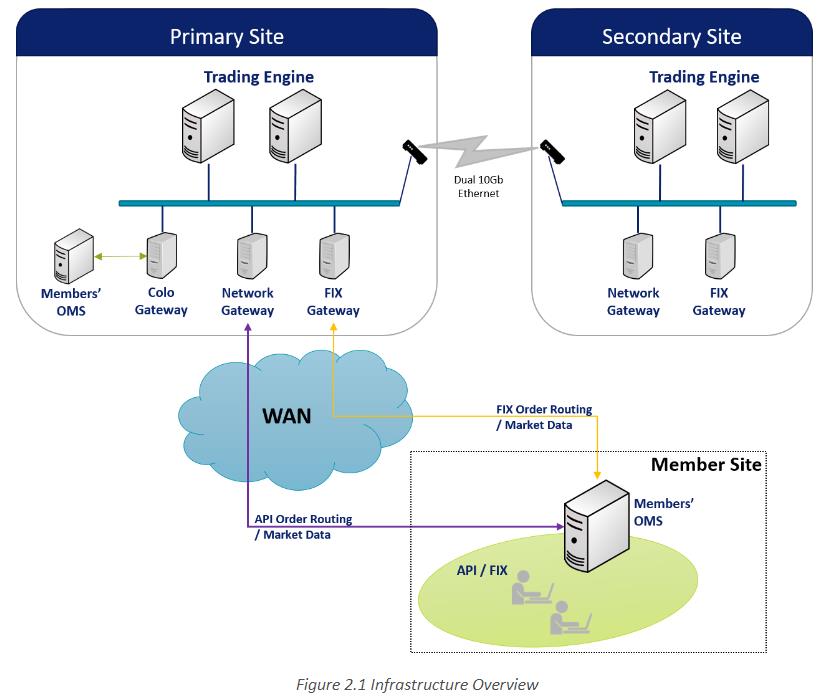 Primary Site
Secondary Site
Trading Engine
Trading Engine
Dual 10Gb
Ethernet
Members'
OMS
Colo
Gateway
Network
Gateway
FIX
Gateway
Network
Gateway
FIX
Gateway
WAN
FIX Order Routing
/ Market Data
Member Site
Members'
OMS
API Order Routing
/ Market Data
API / FIX
Figure 2.1 Infrastructure Overview